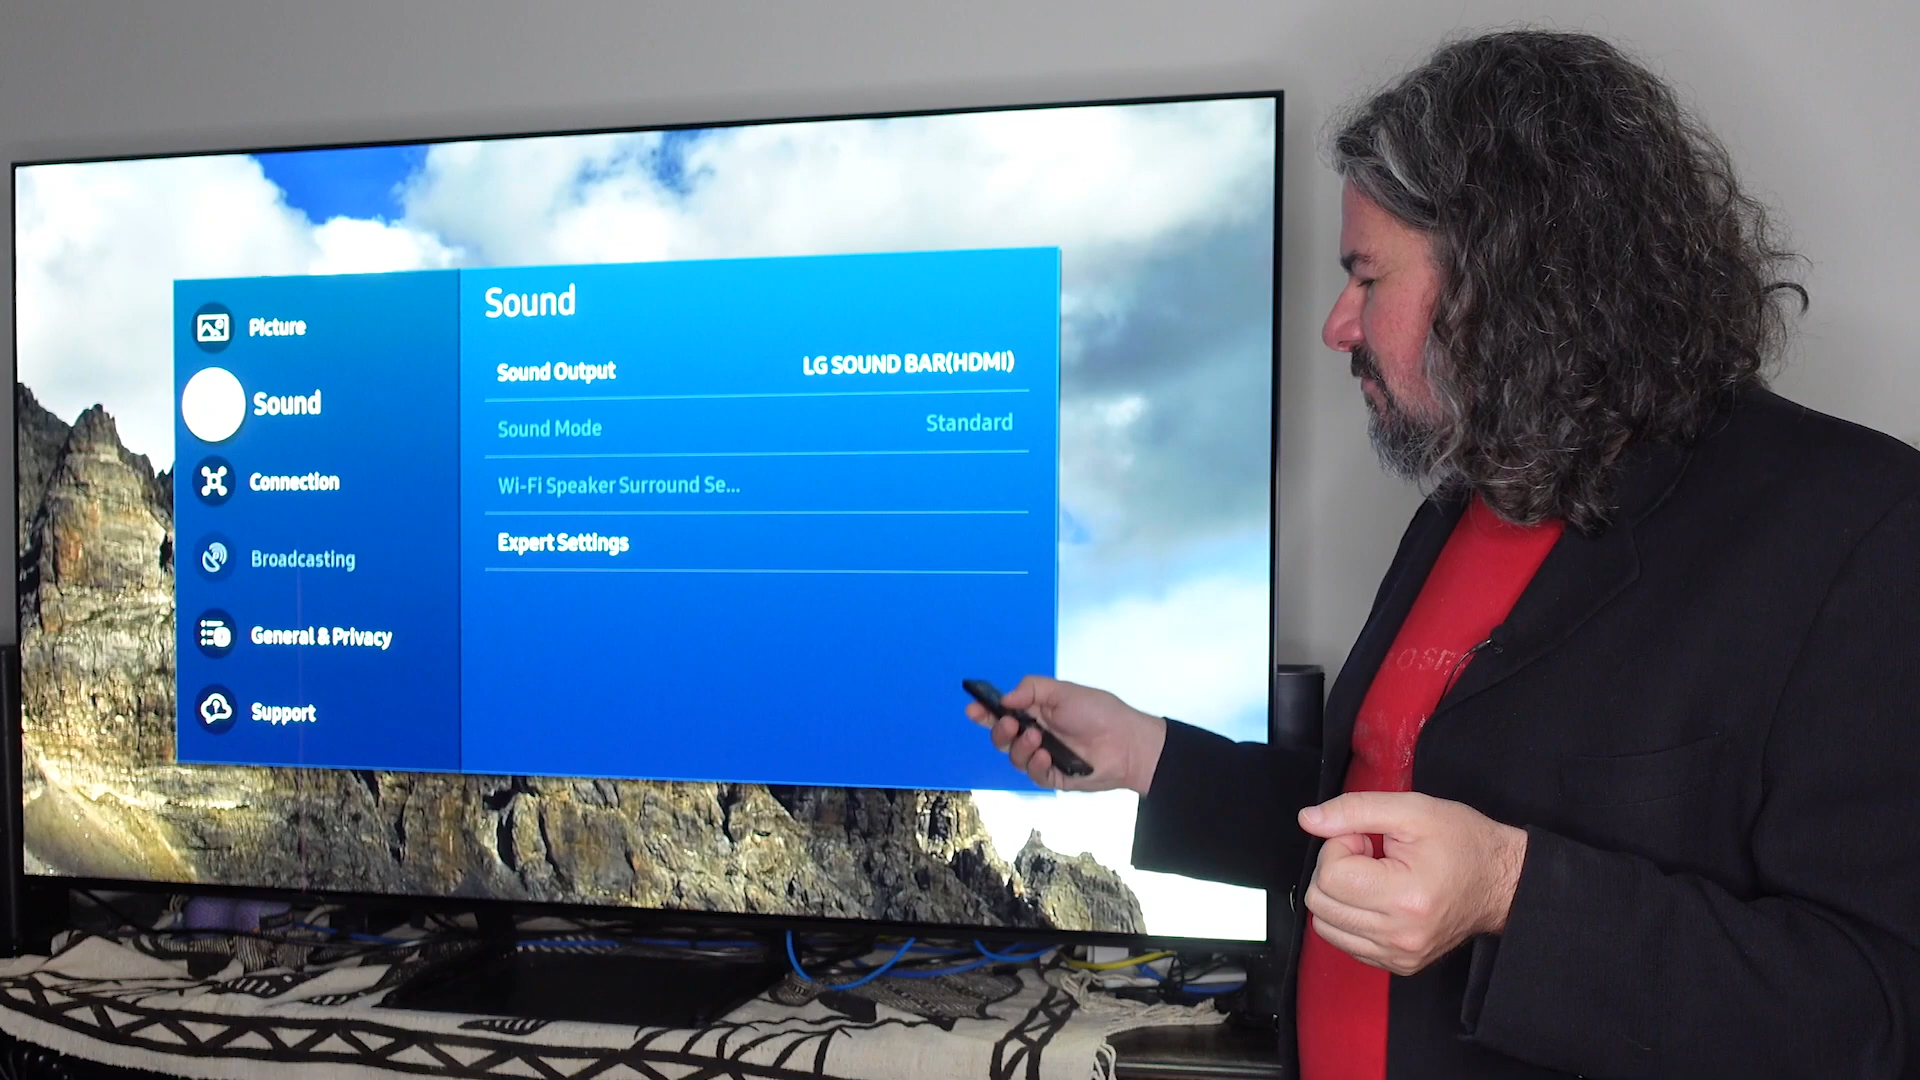 Picture
Sound
Connection
Broadcasting
General & Privacy
Support
Sound
Sound Output LG SOUND BAR(HDMI)
Sound Mode Standard
Wi-Fi Speaker Surround Se...
Expert Settings